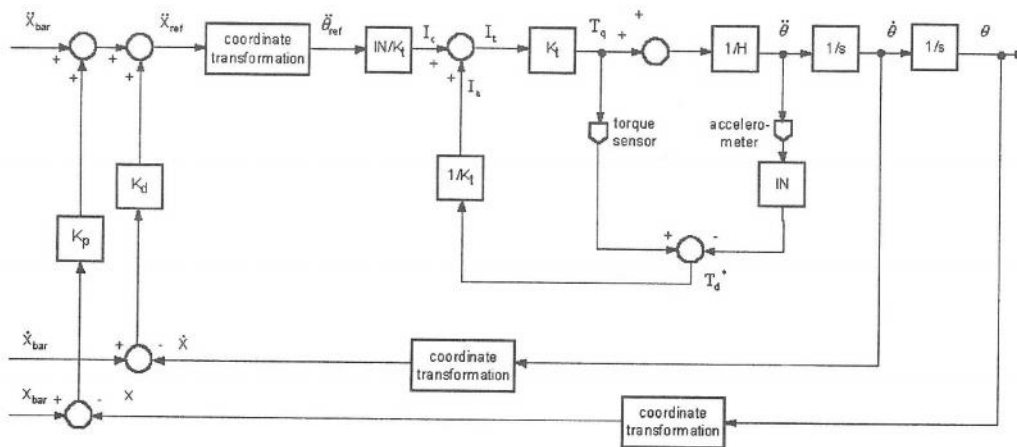 Ẍbar
+
+
Ẍref
+
+
coordinate
transformation
θ̈ref
IN/Kt
Ic
+
+
It
Is
Kt
Tq
+
+
1/H
θ̈
1/s
θ̇
1/s
θ
torque
sensor
accelero-
meter
1/Kt
IN
Kd
Kp
+
-
Td*
Ẋbar
+
-
Ẋ
coordinate
transformation
Xbar
+
-
X
coordinate
transformation